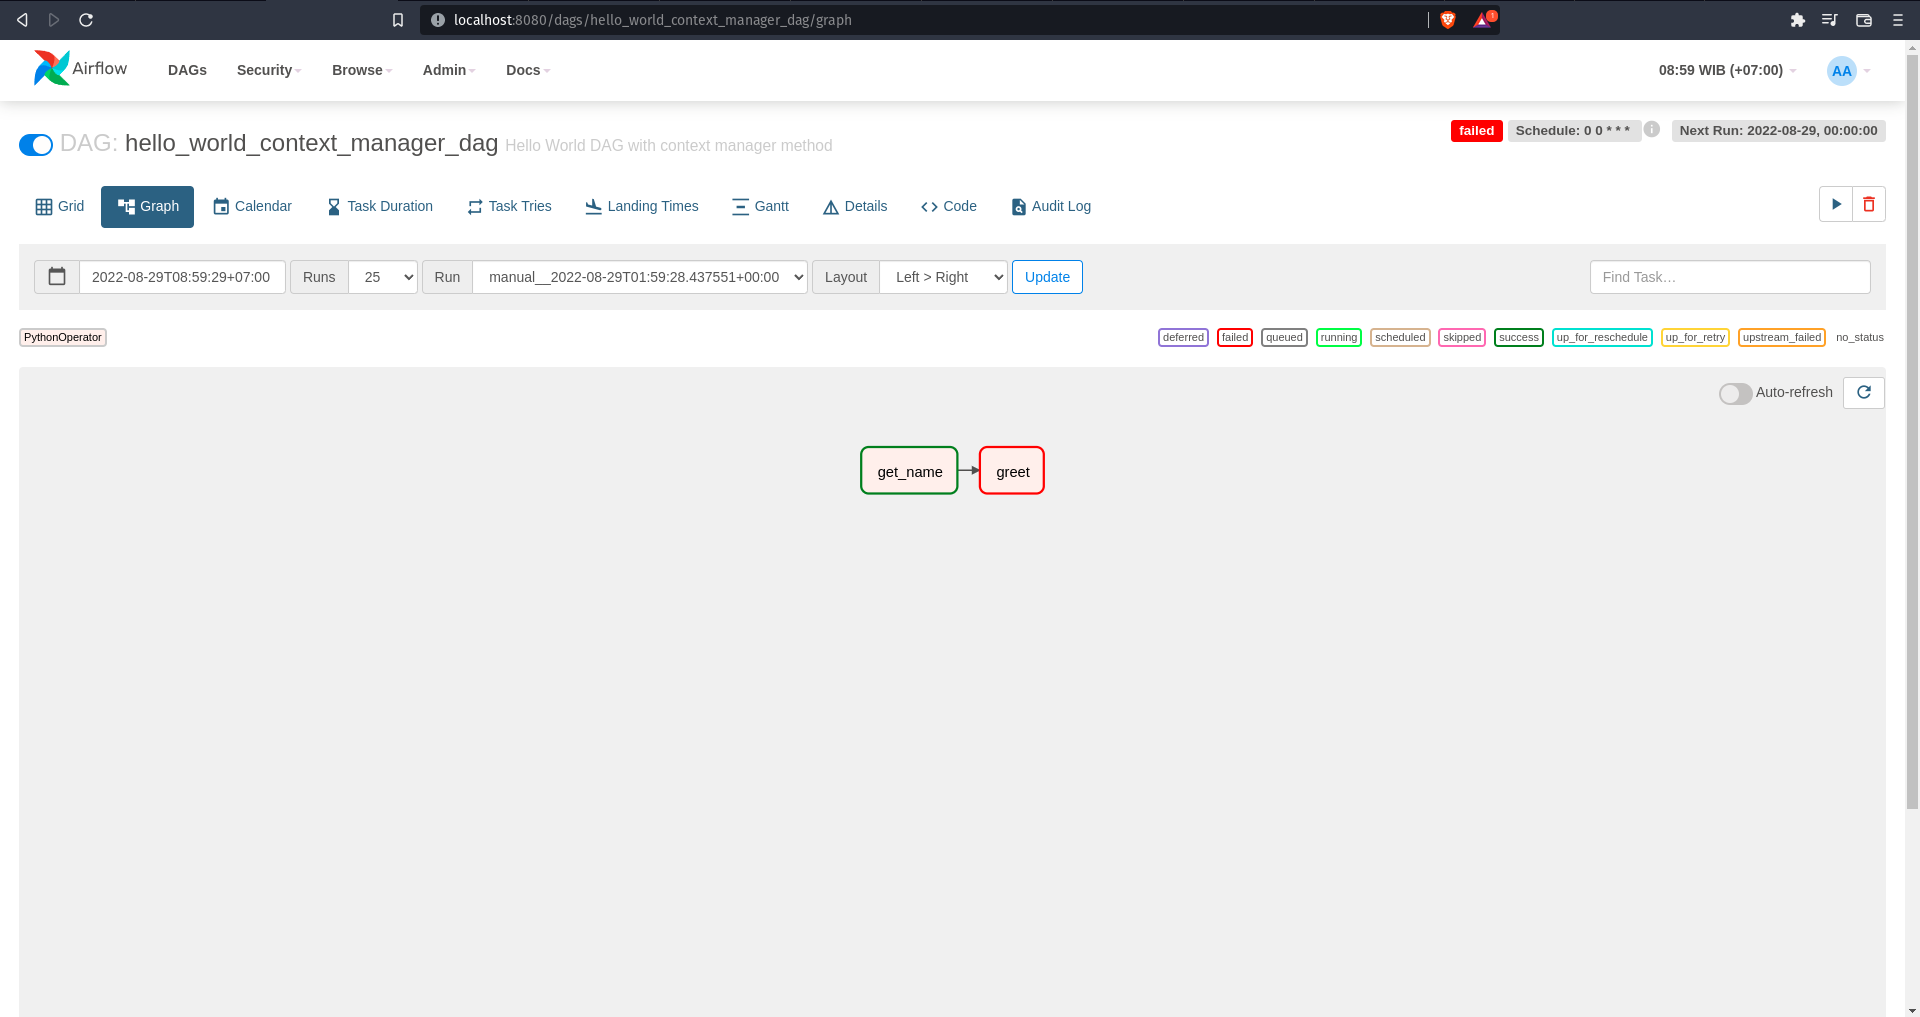 localhost:8080/dags/hello_world_context_manager_dag/graph
1
Airflow
DAGs Security Browse Admin Docs 08:59 WIB (+07:00) AA
DAG: hello_world_context_manager_dag Hello World DAG with context manager method
failed Schedule: 0 0 * * * Next Run: 2022-08-29, 00:00:00
Grid Graph Calendar Task Duration Task Tries Landing Times Gantt Details Code Audit Log
2022-08-29T08:59:29+07:00 Runs 25 Run manual__2022-08-29T01:59:28.437551+00:00 Layout Left > Right Update Find Task…
PythonOperator deferred failed queued running scheduled skipped success up_for_reschedule up_for_retry upstream_failed no_status
Auto-refresh
get_name greet